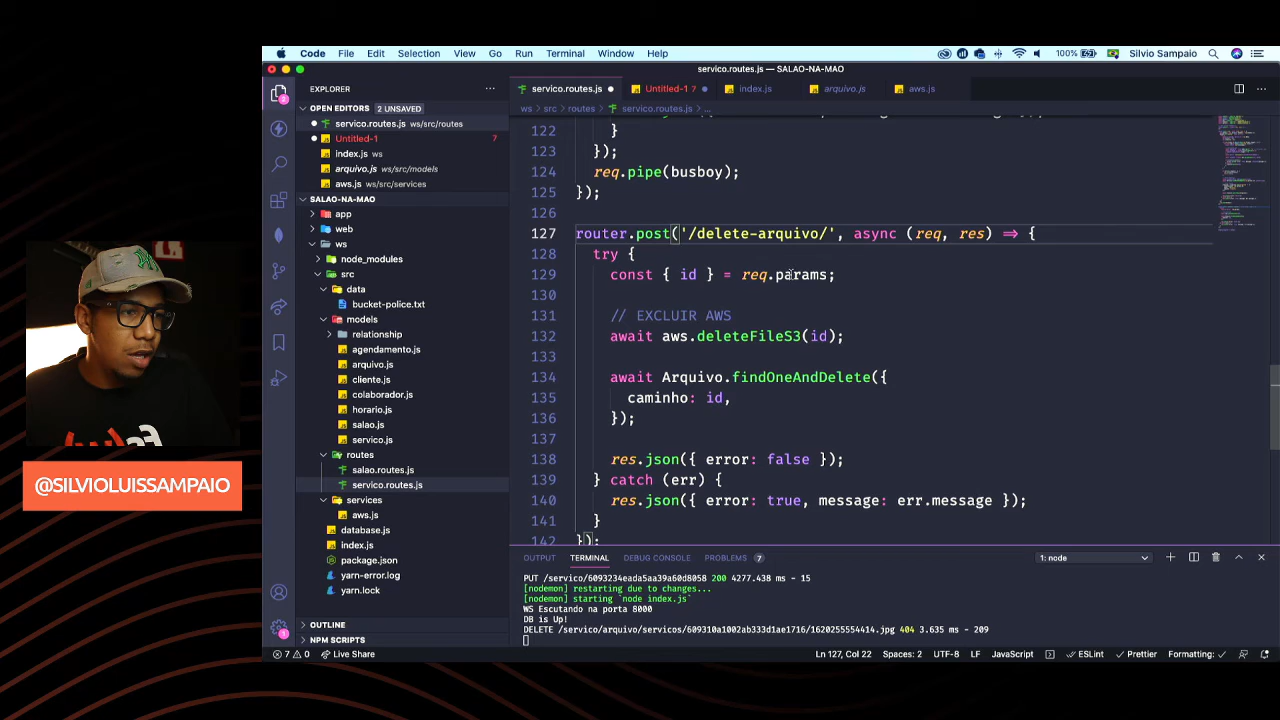 Code File Edit Selection View Go Run Terminal Window Help 100% Silvio Sampaio
servico.routes.js — SALAO-NA-MAO
EXPLORER
servico.routes.js Untitled-1 7 index.js arquivo.js aws.js
OPEN EDITORS 2 UNSAVED
ws > src > routes > servico.routes.js > ...
servico.routes.js ws/src/routes
Untitled-1 7
index.js ws
arquivo.js ws/src/models
aws.js ws/src/services
SALAO-NA-MAO
app
web
ws
node_modules
src
data
bucket-police.txt
models
relationship
agendamento.js
arquivo.js
cliente.js
colaborador.js
horario.js
salao.js
servico.js
routes
salao.routes.js
servico.routes.js
services
aws.js
database.js
index.js
package.json
yarn-error.log
yarn.lock
OUTLINE
NPM SCRIPTS
122 }
123 });
124 req.pipe(busboy);
125 });
126
127 router.post('/delete-arquivo/', async (req, res) => {
128 try {
129 const { id } = req.params;
130
131 // EXCLUIR AWS
132 await aws.deleteFileS3(id);
133
134 await Arquivo.findOneAndDelete({
135 caminho: id,
136 });
137
138 res.json({ error: false });
139 } catch (err) {
140 res.json({ error: true, message: err.message });
141 }
142 });
OUTPUT TERMINAL DEBUG CONSOLE PROBLEMS 7 1: node
PUT /servico/6093234eada5aa39a60d8058 200 4277.438 ms - 15
[nodemon] restarting due to changes...
[nodemon] starting `node index.js`
WS Escutando na porta 8000
DB is Up!
DELETE /servico/arquivo/servicos/609310a1002ab333d1ae1716/1620255554414.jpg 404 3.635 ms - 209
7 0 Live Share Ln 127, Col 22 Spaces: 2 UTF-8 LF JavaScript ESLint Prettier Formatting:
@SILVIOLUISSAMPAIO